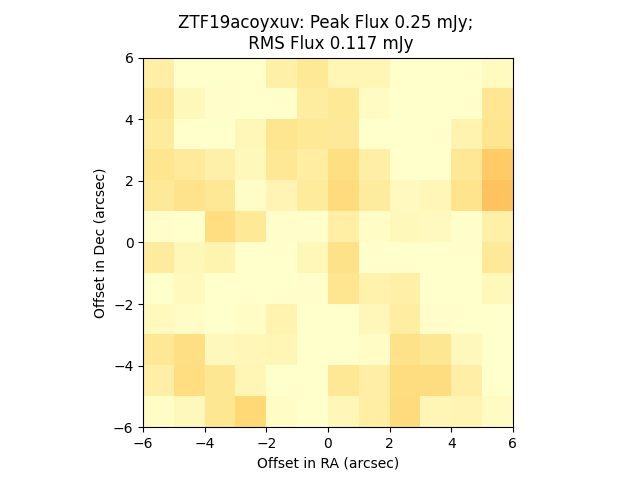 ZTF19acoyxuv: Peak Flux 0.25 mJy;
RMS Flux 0.117 mJy
6
4
2
0
−2
−4
−6
Offset in Dec (arcsec)
−6 −4 −2 0 2 4 6
Offset in RA (arcsec)